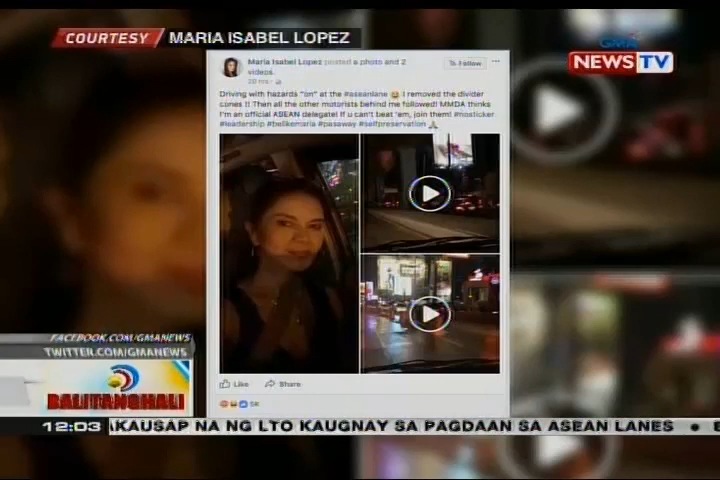 COURTESY MARIA ISABEL LOPEZ
GMA
NEWS TV
Maria Isabel Lopez posted a photo and 2
videos.
Follow
20 hrs
Driving with hazards "on" at the #aseanlane 😂 I removed the divider
cones !! Then all the other motorists behind me followed! MMDA thinks
I'm an official ASEAN delegate! If u can't beat 'em, join them! #nosticker
#leadership #belikemaria #pasaway #selfpreservation 🙏
Like Share
FACEBOOK.COM/GMANEWS
TWITTER.COM/GMANEWS
BALITANGHALI
12:03 AKAUSAP NA NG LTO KAUGNAY SA PAGDAAN SA ASEAN LANES